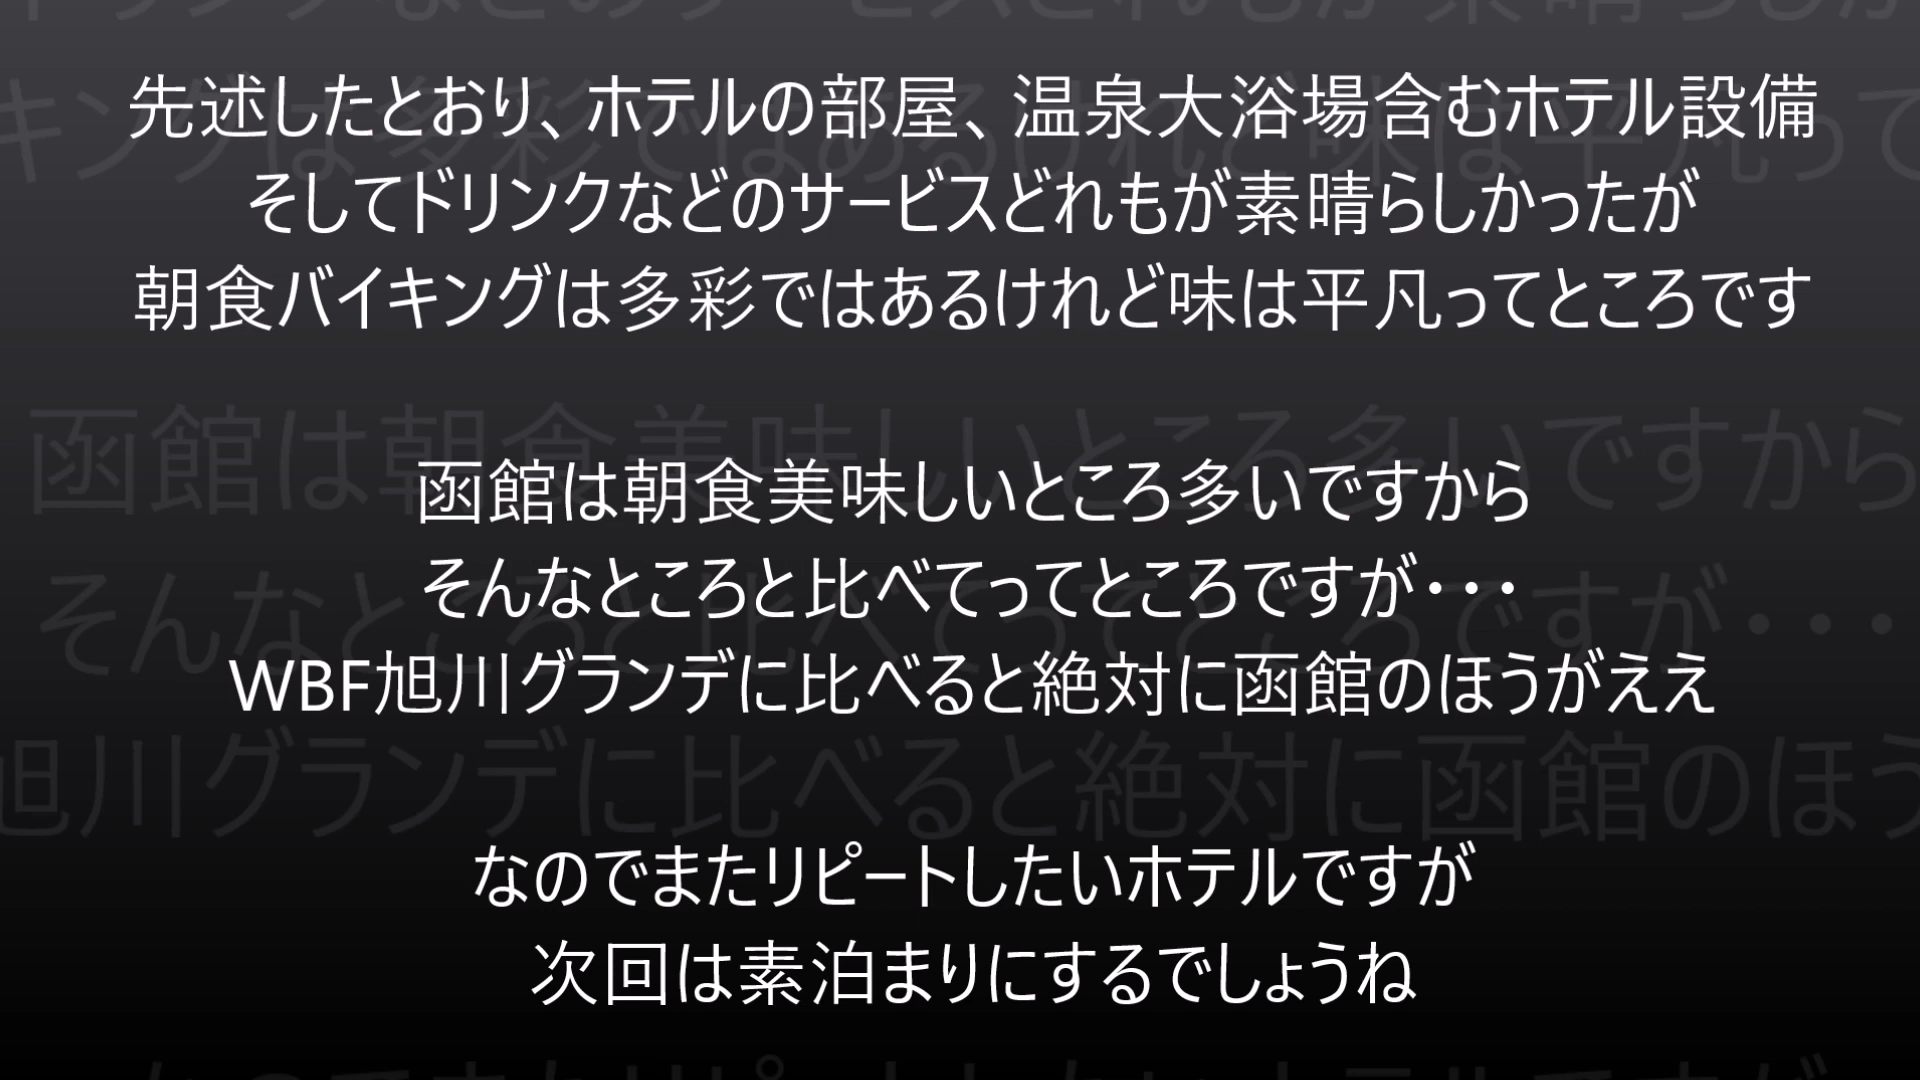 先述したとおり、ホテルの部屋、温泉大浴場含むホテル設備
そしてドリンクなどのサービスどれもが素晴らしかったが
朝食バイキングは多彩ではあるけれど味は平凡ってところです
函館は朝食美味しいところ多いですから
そんなところと比べてってところですが・・・
WBF旭川グランデに比べると絶対に函館のほうがええ
なのでまたリピートしたいホテルですが
次回は素泊まりにするでしょうね